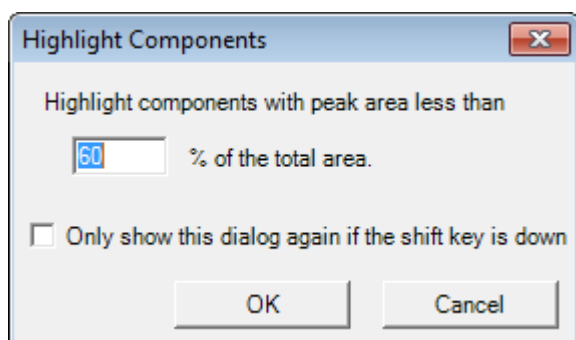 Highlight Components
Highlight components with peak area less than
60 % of the total area.
Only show this dialog again if the shift key is down
OK Cancel